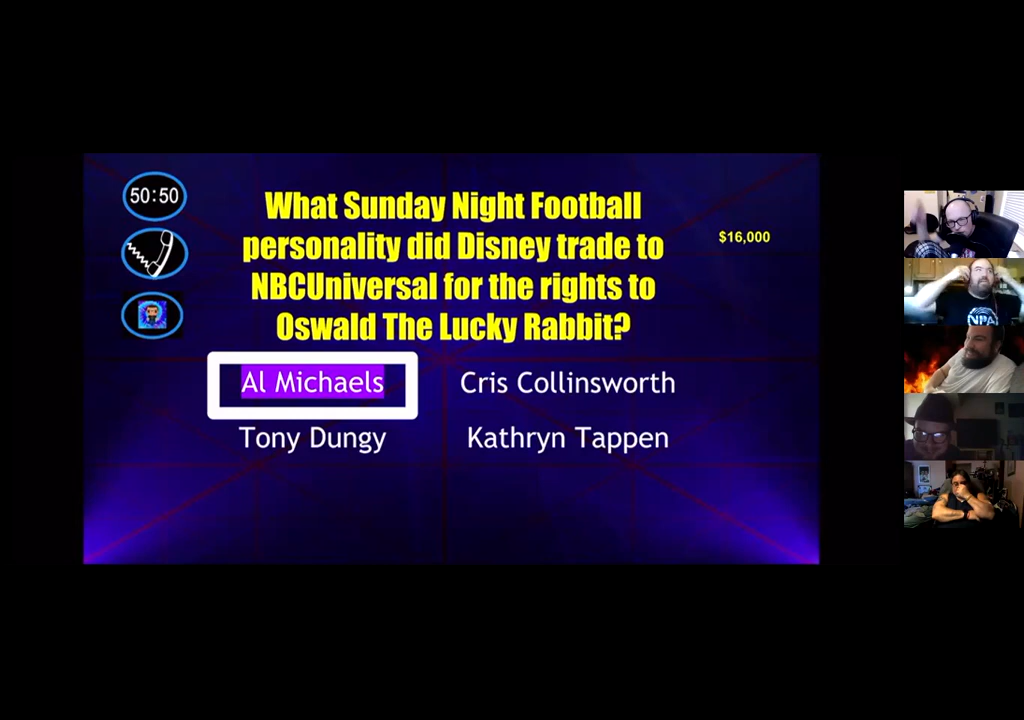 50:50
What Sunday Night Football
personality did Disney trade to
NBCUniversal for the rights to
Oswald The Lucky Rabbit?
$16,000
Al Michaels
Cris Collinsworth
Tony Dungy
Kathryn Tappen